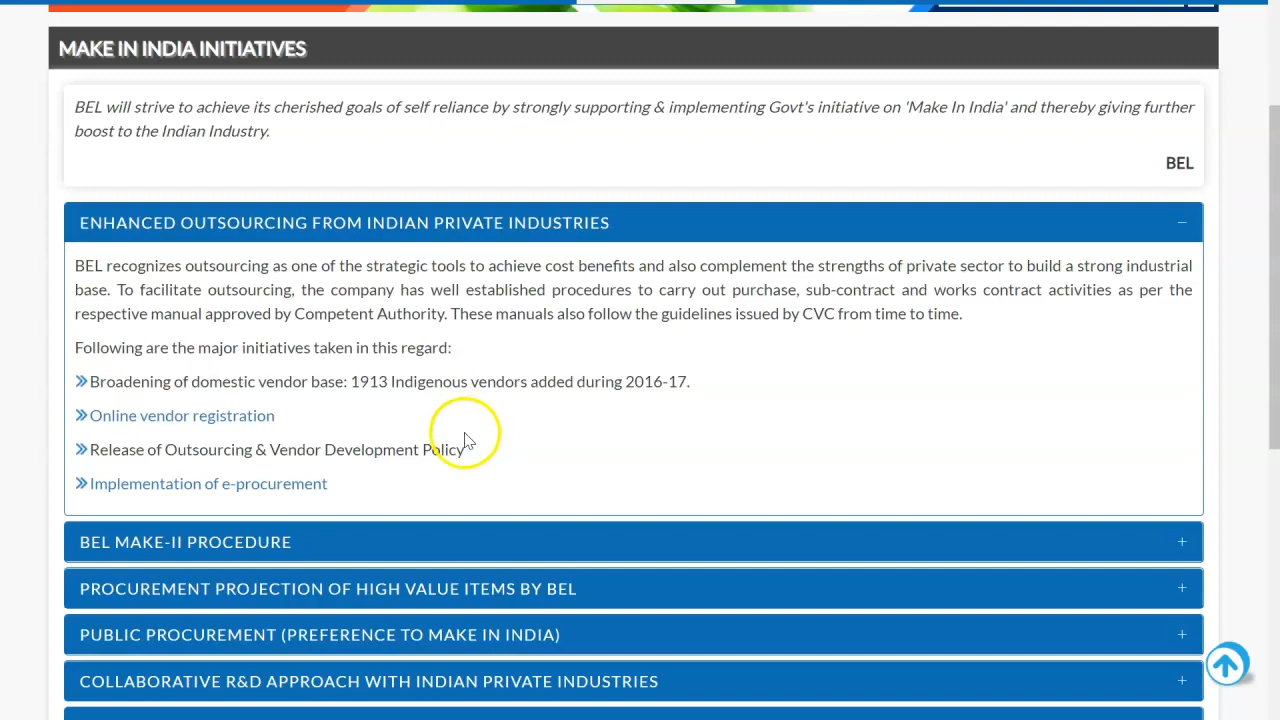 MAKE IN INDIA INITIATIVES
BEL will strive to achieve its cherished goals of self reliance by strongly supporting & implementing Govt's initiative on 'Make In India' and thereby giving further
boost to the Indian Industry.
BEL
ENHANCED OUTSOURCING FROM INDIAN PRIVATE INDUSTRIES
BEL recognizes outsourcing as one of the strategic tools to achieve cost benefits and also complement the strengths of private sector to build a strong industrial
base. To facilitate outsourcing, the company has well established procedures to carry out purchase, sub-contract and works contract activities as per the
respective manual approved by Competent Authority. These manuals also follow the guidelines issued by CVC from time to time.
Following are the major initiatives taken in this regard:
Broadening of domestic vendor base: 1913 Indigenous vendors added during 2016-17.
Online vendor registration
Release of Outsourcing & Vendor Development Policy
Implementation of e-procurement
BEL MAKE-II PROCEDURE
PROCUREMENT PROJECTION OF HIGH VALUE ITEMS BY BEL
PUBLIC PROCUREMENT (PREFERENCE TO MAKE IN INDIA)
COLLABORATIVE R&D APPROACH WITH INDIAN PRIVATE INDUSTRIES